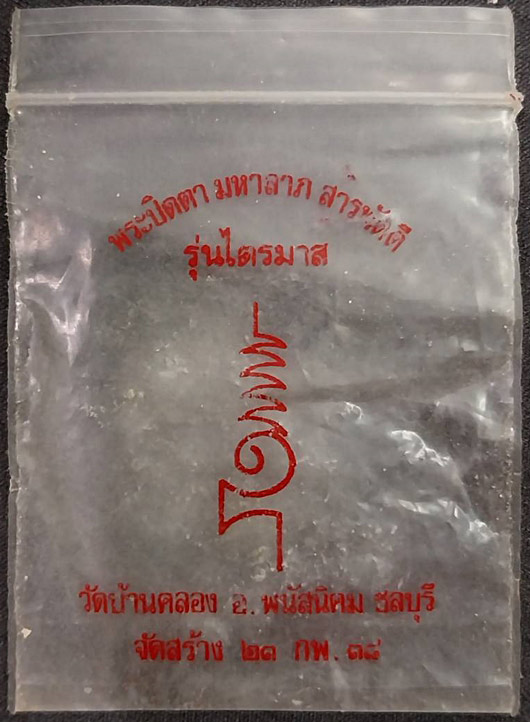 พระปิดตา มหาลาภ สารพัดดี
รุ่นไตรมาส
วัดบ้านคลอง อ. พนัสนิคม ชลบุรี
จัดสร้าง ๒๓ กพ. ๓๘